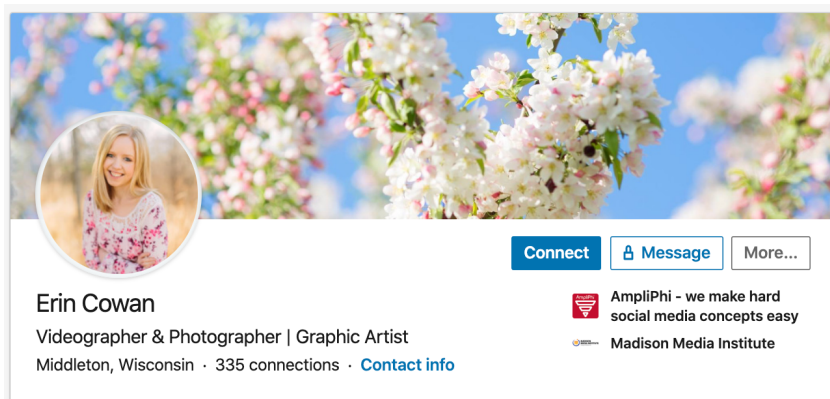 Connect
Message
More...
Erin Cowan
Videographer & Photographer | Graphic Artist
Middleton, Wisconsin · 335 connections · Contact info
AmpliPhi
AmpliPhi - we make hard
social media concepts easy
Madison Media Institute